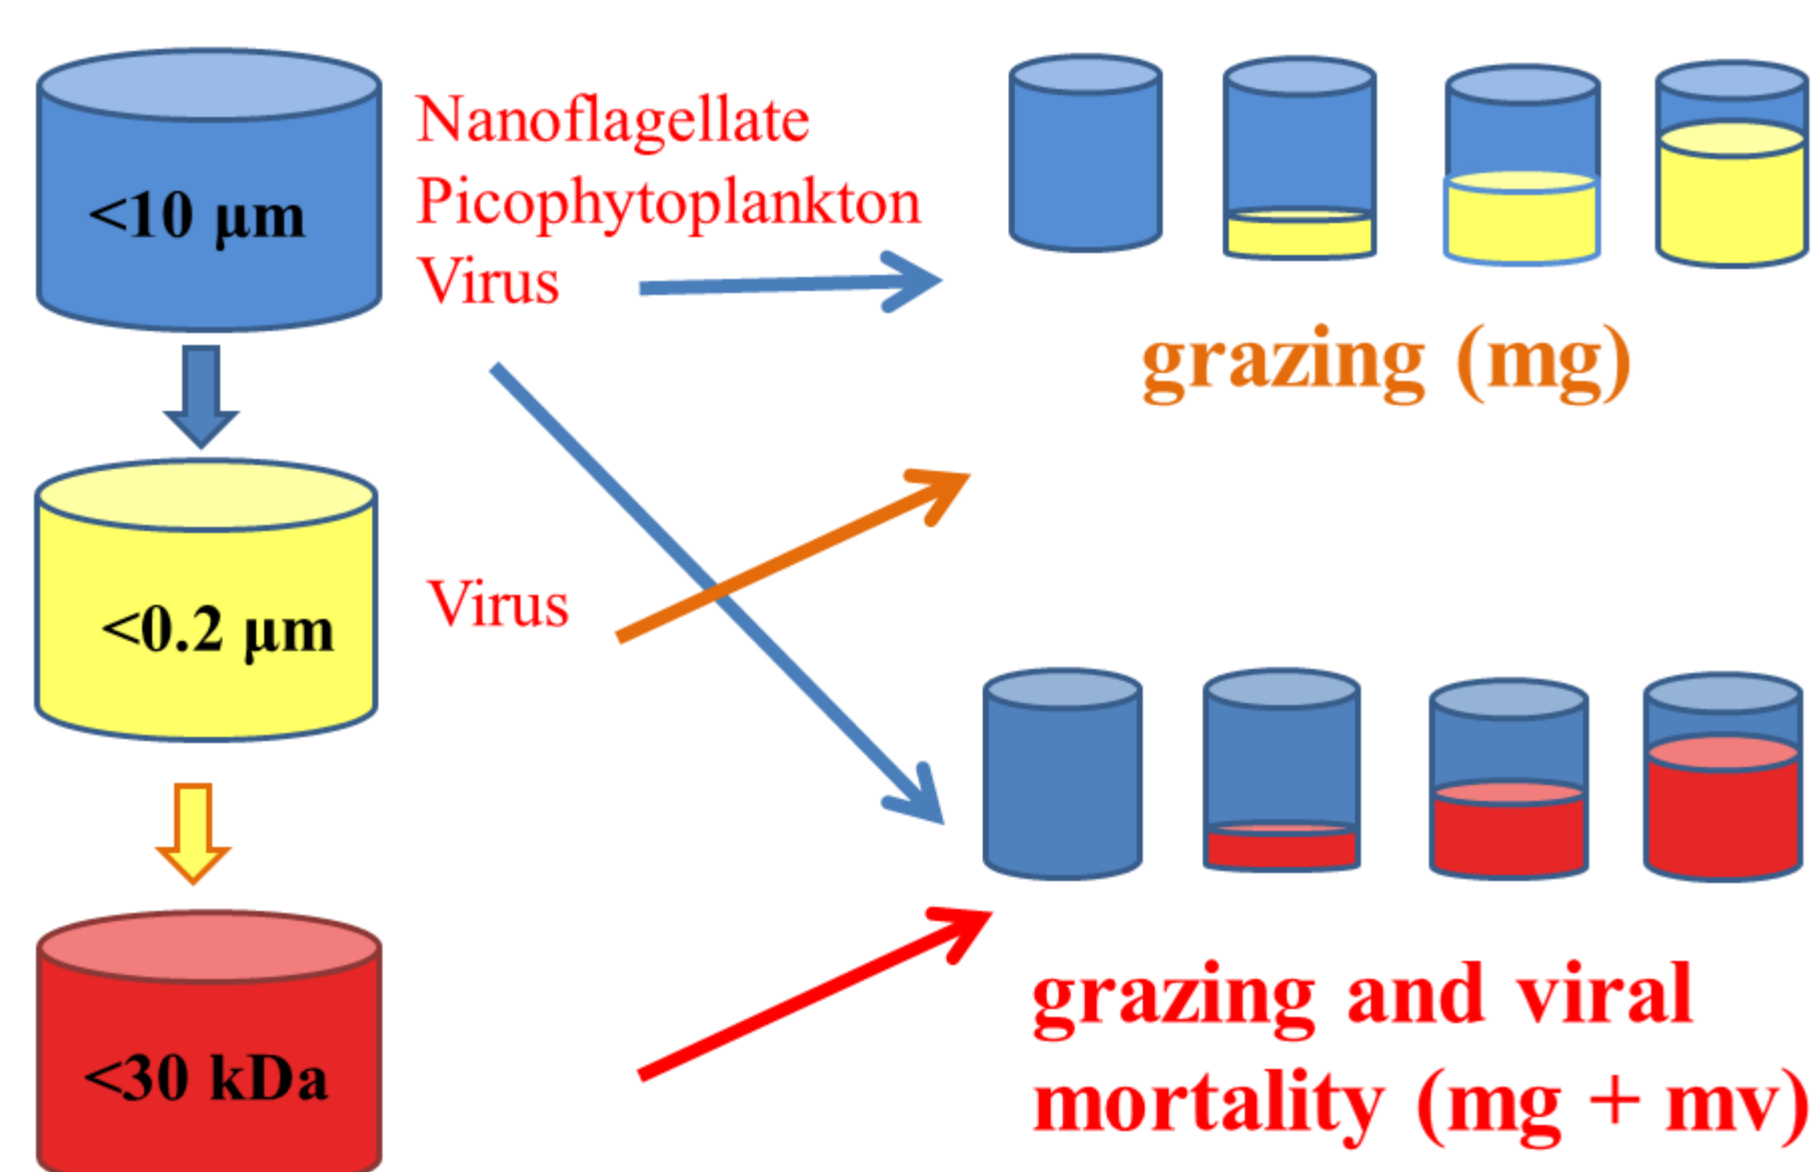 <10 μm
Nanoflagellate
Picophytoplankton
Virus
grazing (mg)
<0.2 μm
Virus
<30 kDa
grazing and viral
mortality (mg + mv)